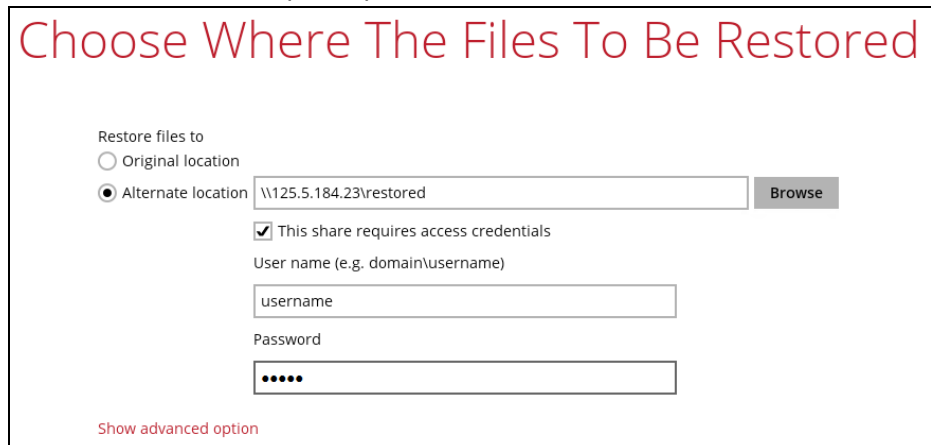 Choose Where The Files To Be Restored
Restore files to
Original location
Alternate location \\125.5.184.23\restored Browse
This share requires access credentials
User name (e.g. domain\username)
username
Password
•••••
Show advanced option